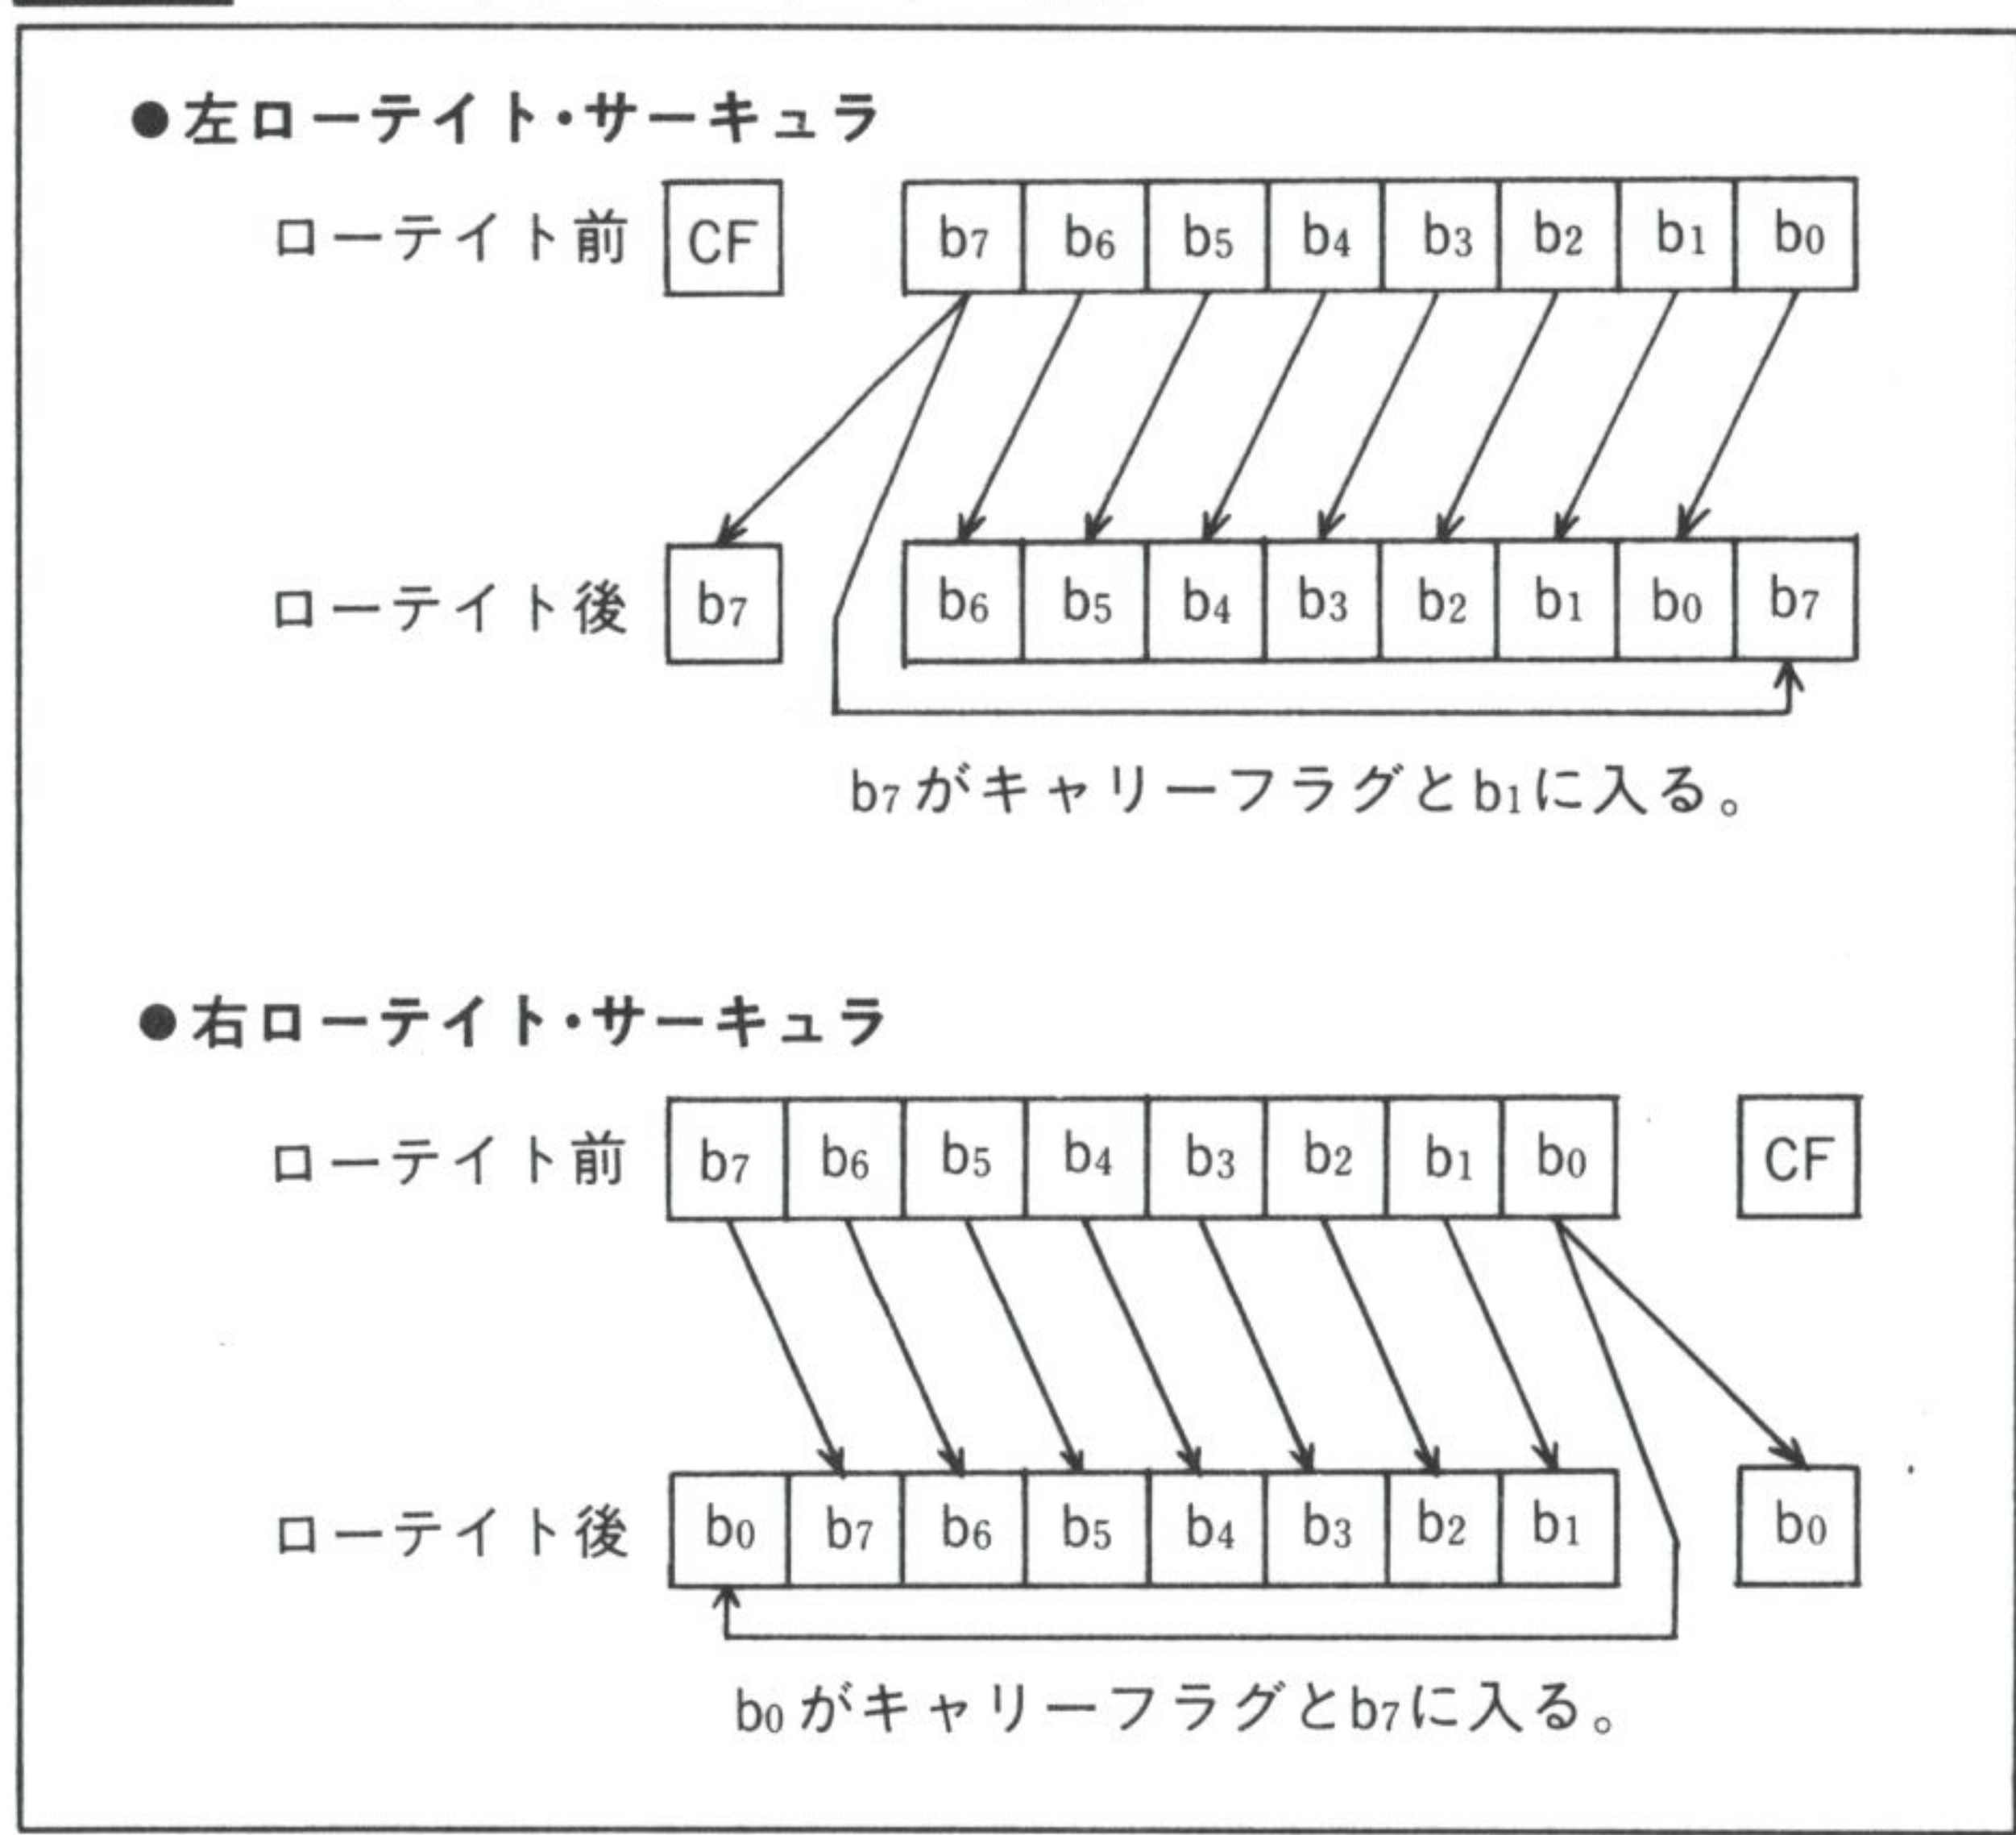 ●左ローテイト・サーキュラ
ローテイト前 CF b7 b6 b5 b4 b3 b2 b1 b0
ローテイト後 b7 b6 b5 b4 b3 b2 b1 b0 b7
b7がキャリーフラグとb1に入る。
●右ローテイト・サーキュラ
ローテイト前 b7 b6 b5 b4 b3 b2 b1 b0 CF
ローテイト後 b0 b7 b6 b5 b4 b3 b2 b1 b0
b0がキャリーフラグとb7に入る。